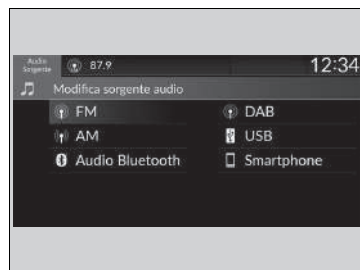 Audio
Sorgente
87.9
12:34
Modifica sorgente audio
FM
DAB
AM
USB
Audio Bluetooth
Smartphone